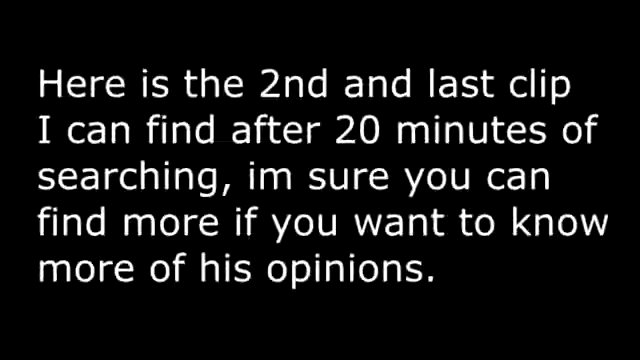 Here is the 2nd and last clip
I can find after 20 minutes of
searching, im sure you can
find more if you want to know
more of his opinions.